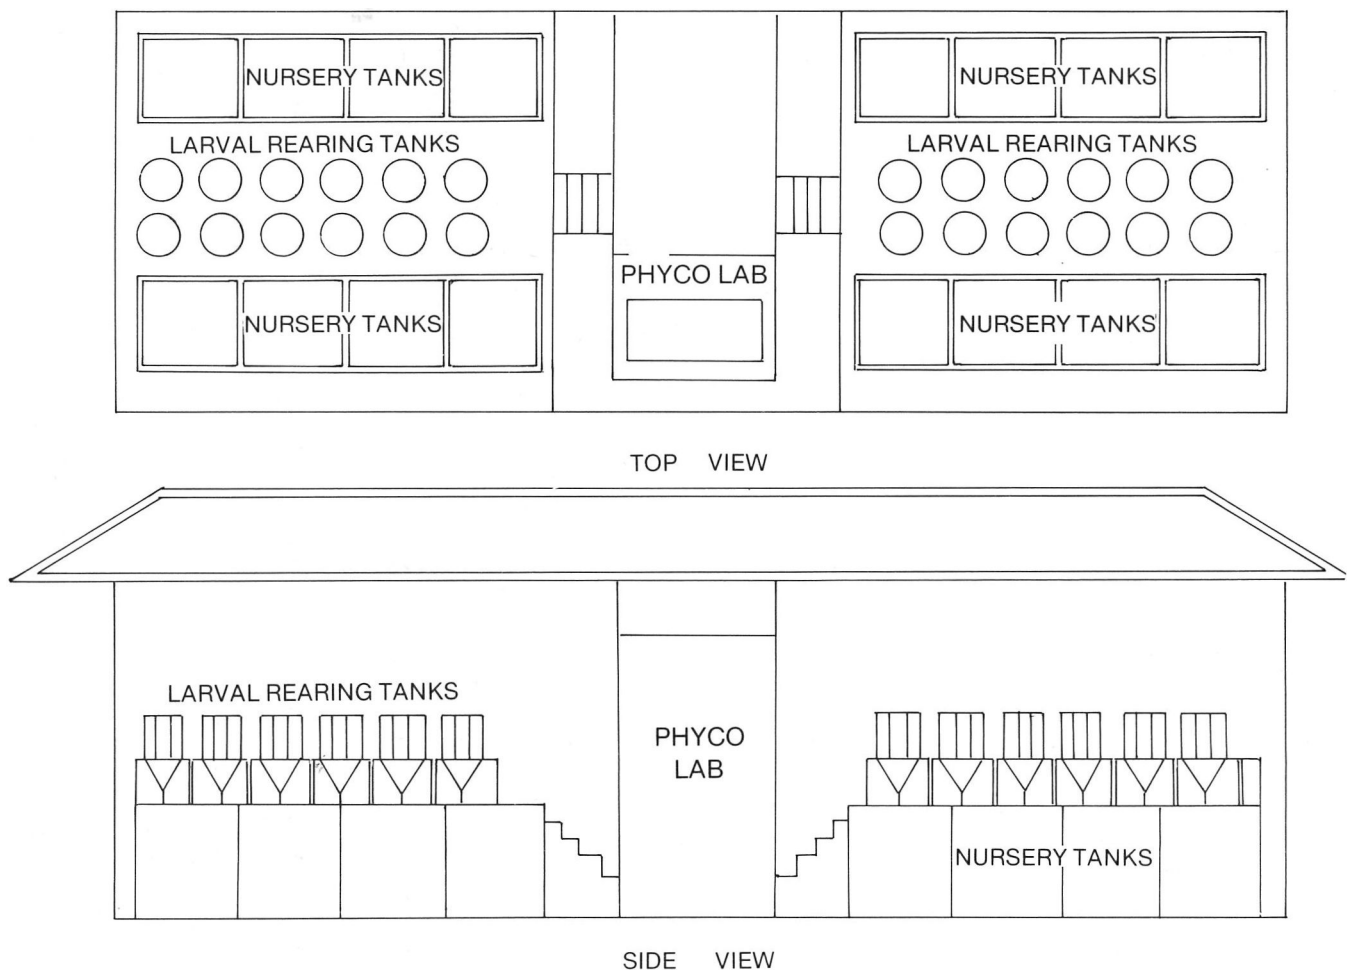 NURSERY TANKS
NURSERY TANKS
LARVAL REARING TANKS
LARVAL REARING TANKS
PHYCO LAB
NURSERY TANKS
NURSERY TANKS
TOP VIEW
LARVAL REARING TANKS
PHYCO
LAB
NURSERY TANKS
SIDE VIEW